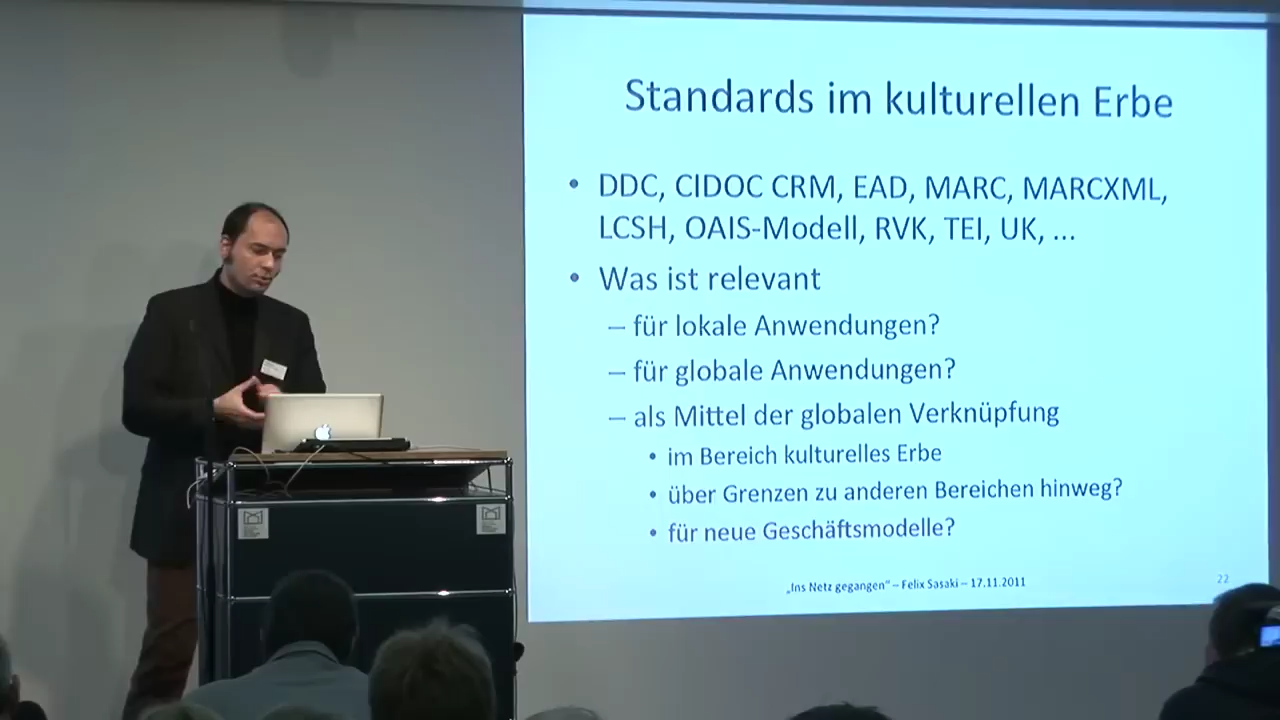 Standards im kulturellen Erbe
• DDC, CIDOC CRM, EAD, MARC, MARCXML,
LCSH, OAIS-Modell, RVK, TEI, UK, ...
• Was ist relevant
– für lokale Anwendungen?
– für globale Anwendungen?
– als Mittel der globalen Verknüpfung
• im Bereich kulturelles Erbe
• über Grenzen zu anderen Bereichen hinweg?
• für neue Geschäftsmodelle?
„Ins Netz gegangen“ – Felix Sasaki – 17.11.2011
22